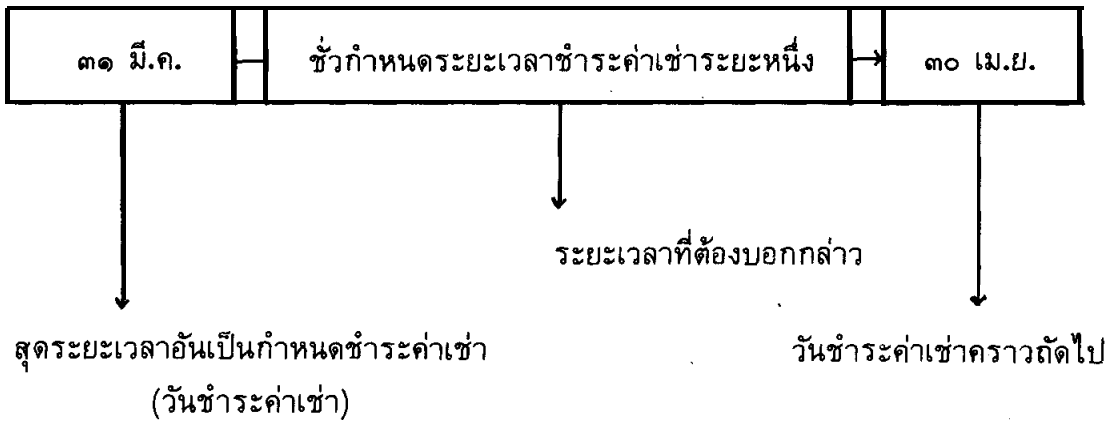 ๓๑ มี.ค.
ชั่วกำหนดระยะเวลาชำระค่าเช่าระยะหนึ่ง
๓๐ เม.ย.
ระยะเวลาที่ต้องบอกกล่าว
สุดระยะเวลาอันเป็นกำหนดชำระค่าเช่า
(วันชำระค่าเช่า)
วันชำระค่าเช่าคราวถัดไป